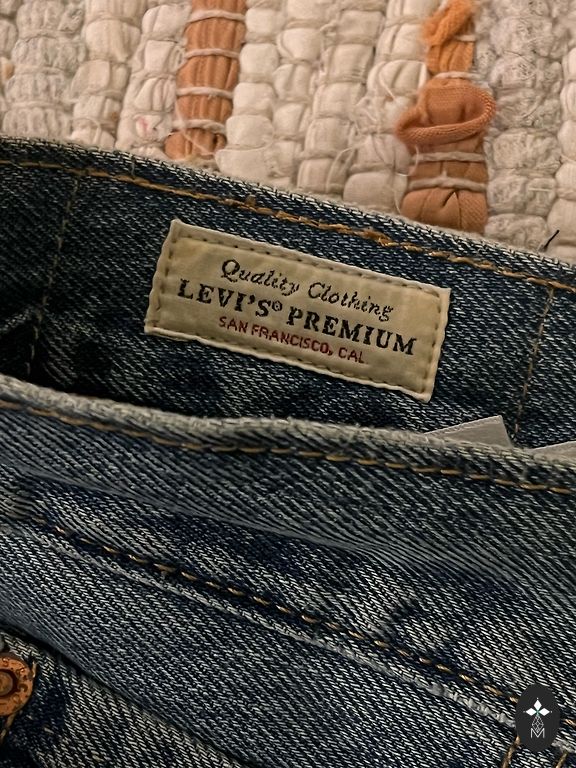 Quality Clothing
LEVI'S® PREMIUM
SAN FRANCISCO, CAL
M